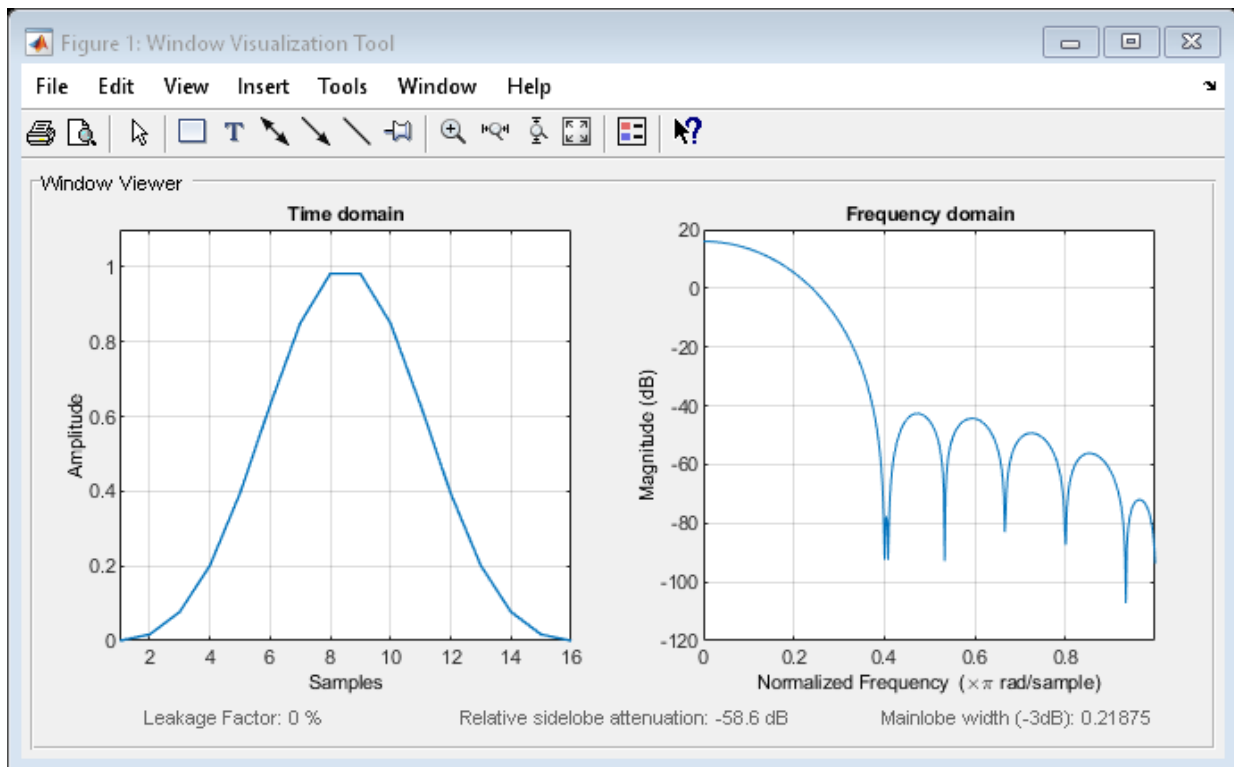 Figure 1: Window Visualization Tool
File Edit View Insert Tools Window Help
T
Window Viewer
Time domain
1
0.8
0.6
0.4
0.2
0
Amplitude
2 4 6 8 10 12 14 16
Samples
Frequency domain
20
0
-20
-40
-60
-80
-100
-120
Magnitude (dB)
0 0.2 0.4 0.6 0.8
Normalized Frequency (×π rad/sample)
Leakage Factor: 0 % Relative sidelobe attenuation: -58.6 dB Mainlobe width (-3dB): 0.21875